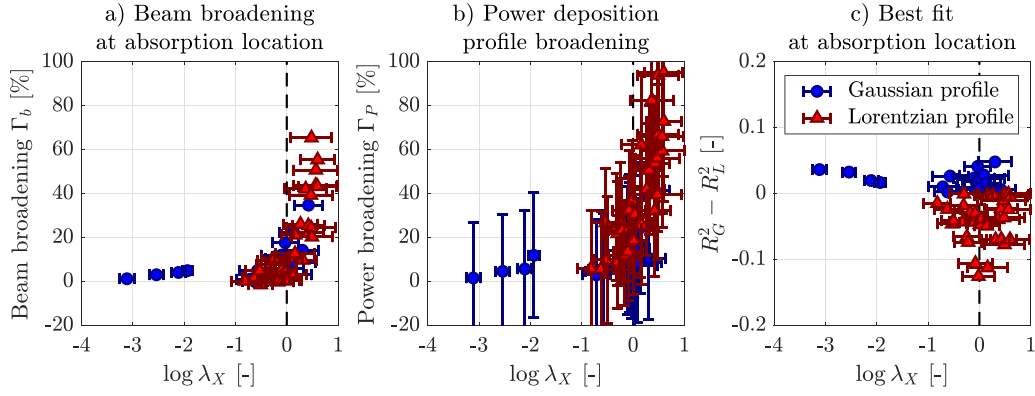 a) Beam broadening
at absorption location
Beam broadening Γ_b [%]
100
80
60
40
20
0
-20
-4
-3
-2
-1
0
1
log λ_X [-]
b) Power deposition
profile broadening
Power broadening Γ_P [%]
100
80
60
40
20
0
-20
-4
-3
-2
-1
0
1
log λ_X [-]
c) Best fit
at absorption location
R_G^2 − R_L^2 [-]
0.2
0.1
0
-0.1
-0.2
Gaussian profile
Lorentzian profile
-4
-3
-2
-1
0
1
log λ_X [-]